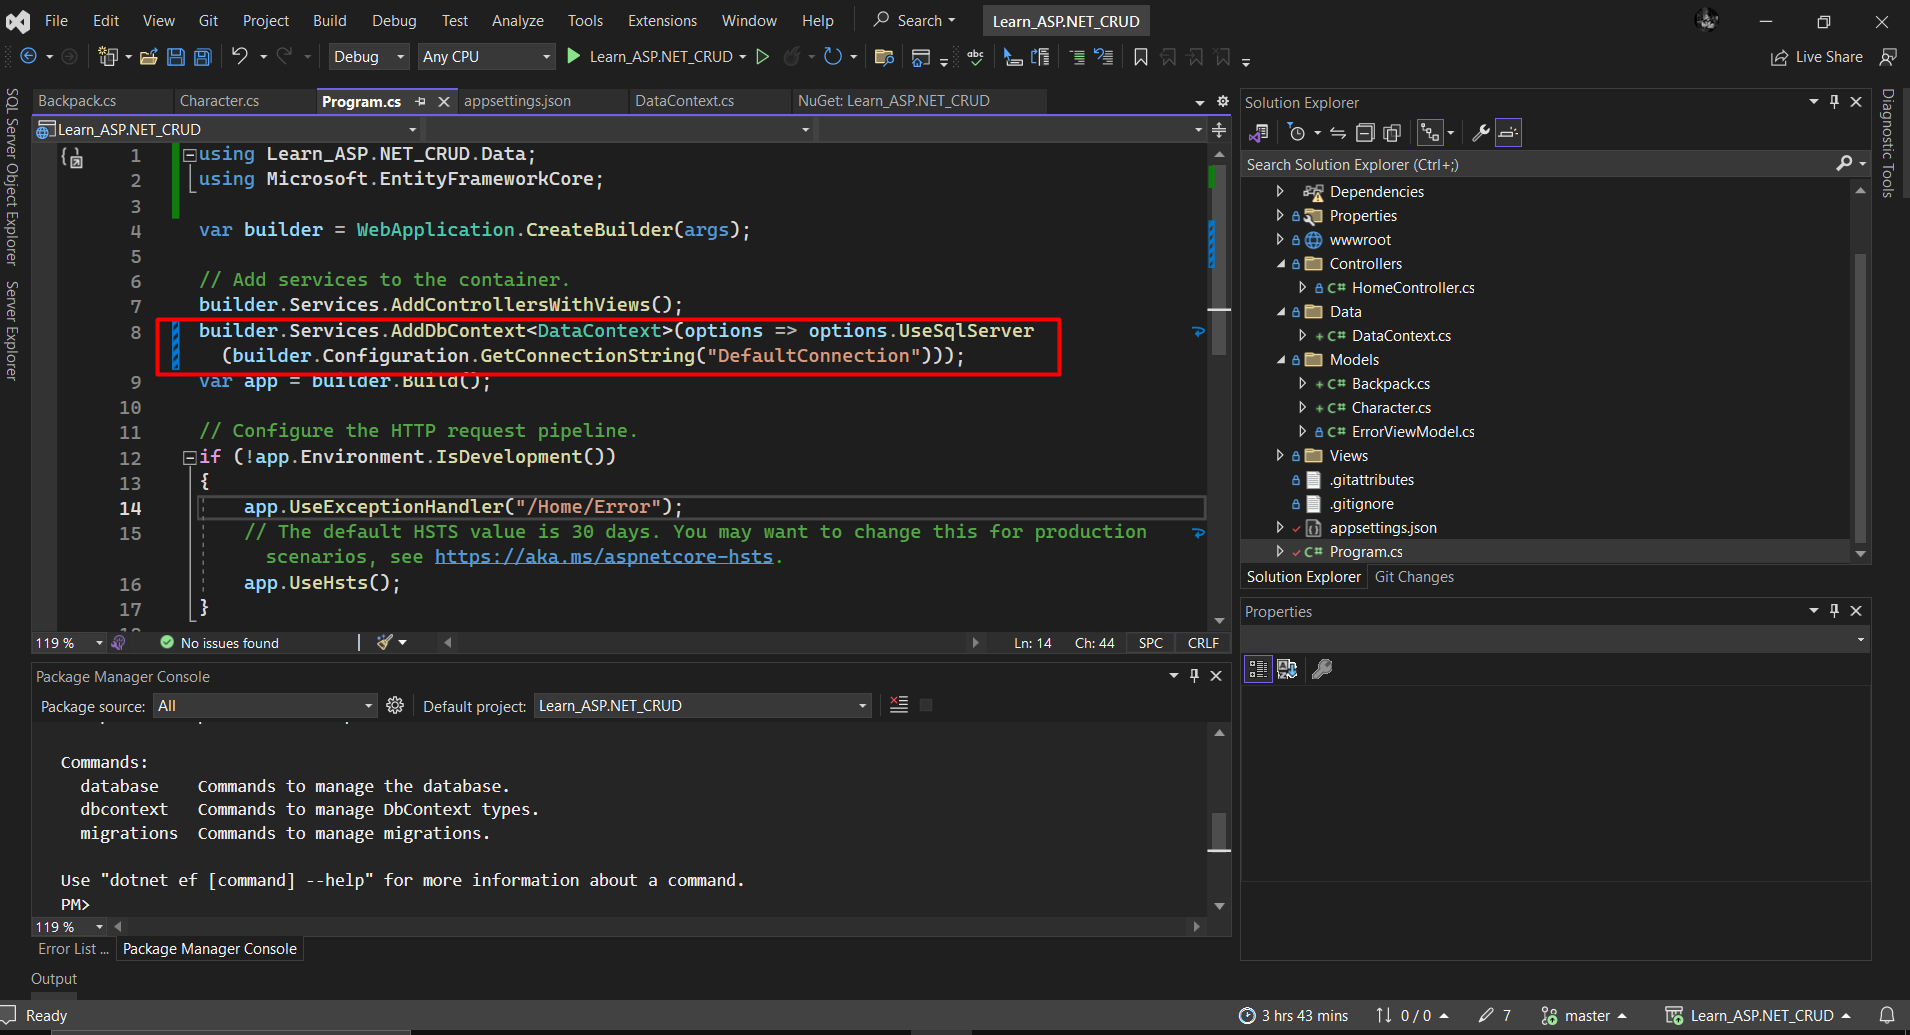 File Edit View Git Project Build Debug Test Analyze Tools Extensions Window Help Search Learn_ASP.NET_CRUD
Debug Any CPU Learn_ASP.NET_CRUD Live Share
SQL Server Object Explorer
Server Explorer
Backpack.cs Character.cs Program.cs appsettings.json DataContext.cs NuGet: Learn_ASP.NET_CRUD
Learn_ASP.NET_CRUD
1 using Learn_ASP.NET_CRUD.Data;
2 using Microsoft.EntityFrameworkCore;
3
4 var builder = WebApplication.CreateBuilder(args);
5
6 // Add services to the container.
7 builder.Services.AddControllersWithViews();
8 builder.Services.AddDbContext<DataContext>(options => options.UseSqlServer
(builder.Configuration.GetConnectionString("DefaultConnection")));
9 var app = builder.Build();
10
11 // Configure the HTTP request pipeline.
12 if (!app.Environment.IsDevelopment())
13 {
14 app.UseExceptionHandler("/Home/Error");
15 // The default HSTS value is 30 days. You may want to change this for production
scenarios, see https://aka.ms/aspnetcore-hsts.
16 app.UseHsts();
17 }
119 % No issues found Ln: 14 Ch: 44 SPC CRLF
Package Manager Console
Package source: All Default project: Learn_ASP.NET_CRUD
Commands:
database Commands to manage the database.
dbcontext Commands to manage DbContext types.
migrations Commands to manage migrations.
Use "dotnet ef [command] --help" for more information about a command.
PM>
119 %
Error List ... Package Manager Console
Output
Solution Explorer
Search Solution Explorer (Ctrl+;)
Dependencies
Properties
wwwroot
Controllers
C# HomeController.cs
Data
+ C# DataContext.cs
Models
+ C# Backpack.cs
+ C# Character.cs
C# ErrorViewModel.cs
Views
.gitattributes
.gitignore
appsettings.json
C# Program.cs
Solution Explorer Git Changes
Properties
Diagnostic Tools
Ready 3 hrs 43 mins 0 / 0 7 master Learn_ASP.NET_CRUD